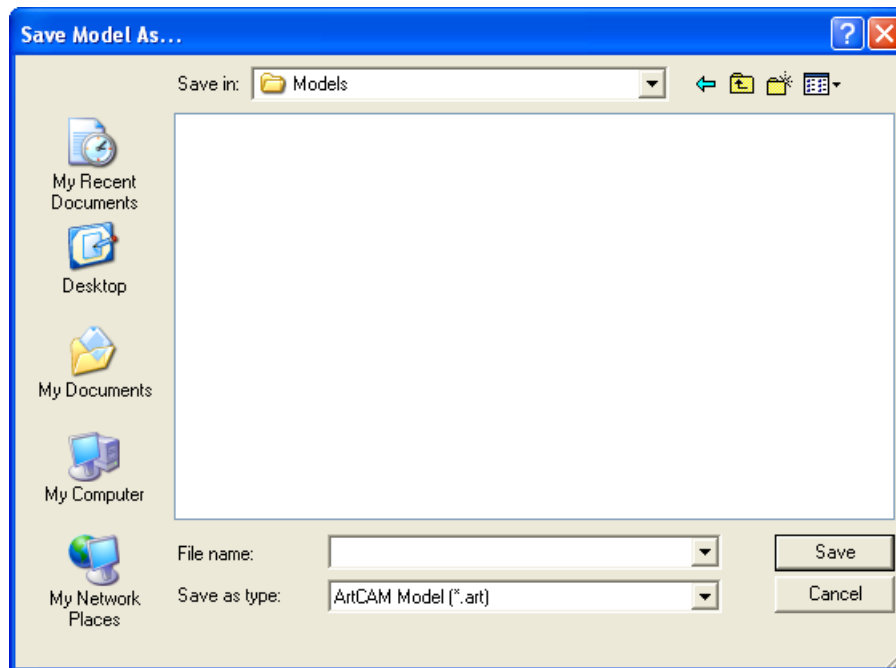 Save Model As...
Save in:
Models
My Recent
Documents
Desktop
My Documents
My Computer
My Network
Places
File name:
Save
Save as type:
ArtCAM Model (*.art)
Cancel